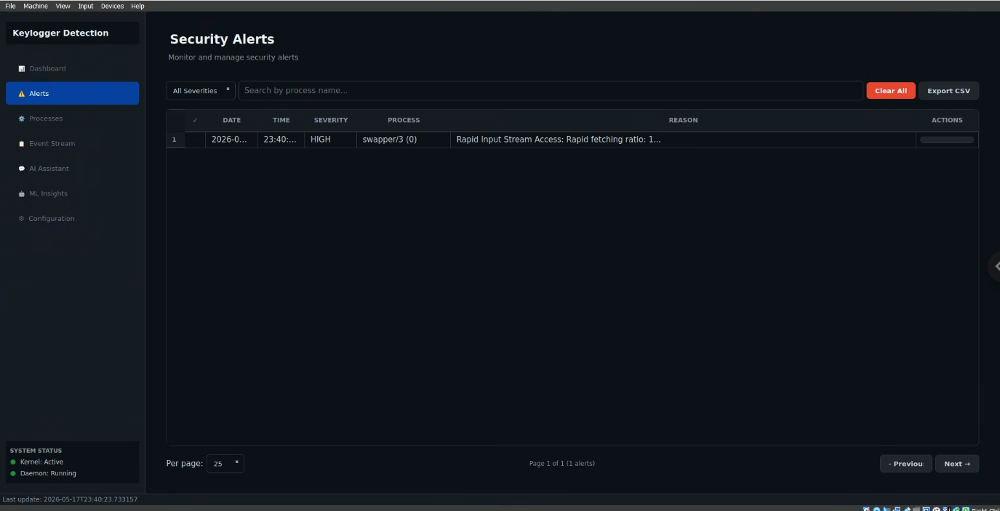 File Machine View Input Devices Help
Keylogger Detection
Dashboard
Alerts
Processes
Event Stream
AI Assistant
ML Insights
Configuration
SYSTEM STATUS
Kernel: Active
Daemon: Running
Security Alerts
Monitor and manage security alerts
All Severities Search by process name... Clear All Export CSV
✓ DATE TIME SEVERITY PROCESS REASON ACTIONS
1 2026-0... 23:40:... HIGH swapper/3 (0) Rapid Input Stream Access: Rapid fetching ratio: 1...
Per page: 25 Page 1 of 1 (1 alerts) - Previou Next →
Last update: 2026-05-17T23:40:23.733157
Right Ctrl